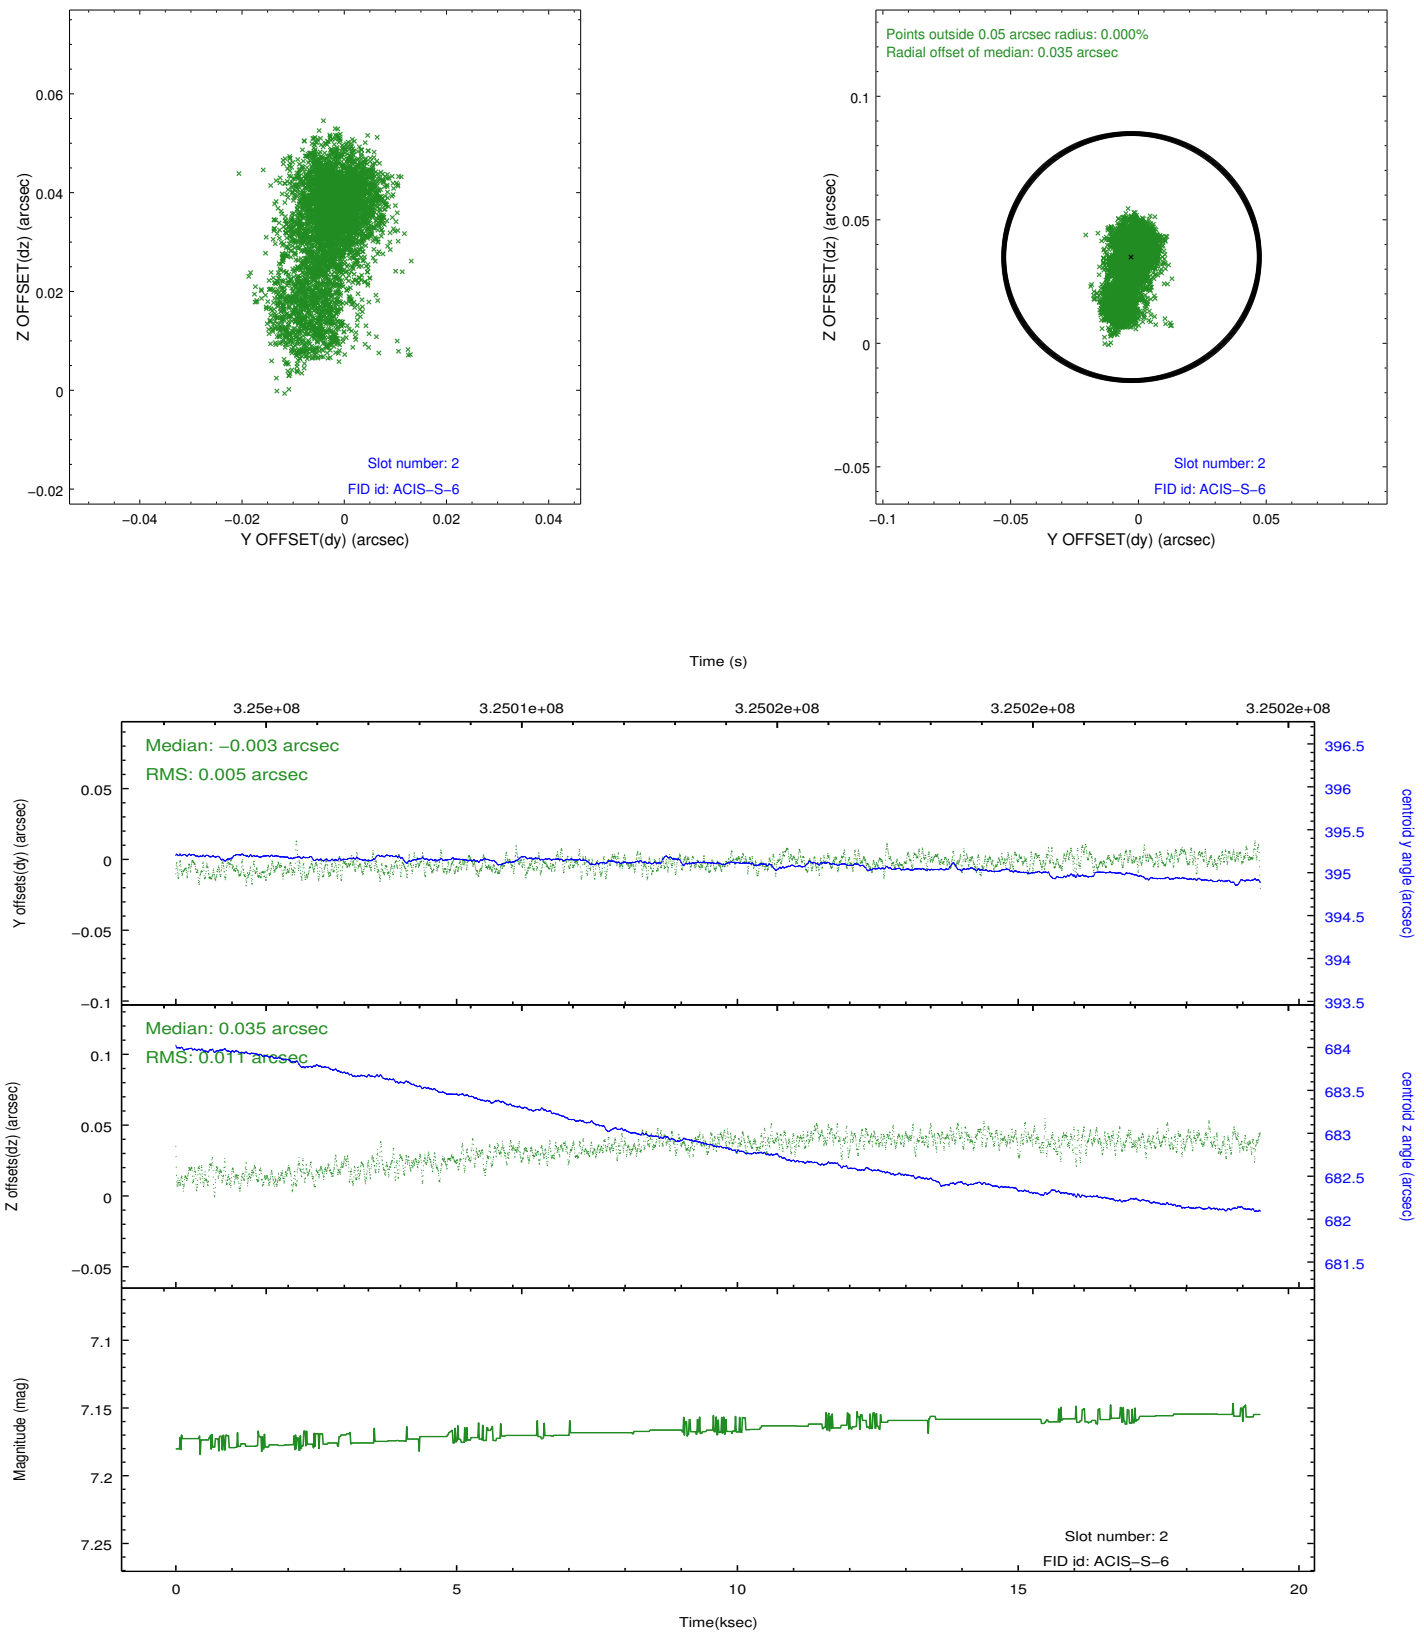 0.06
0.04
0.02
0
−0.02
Z OFFSET(dz) (arcsec)
Slot number: 2
FID id: ACIS−S−6
−0.04
−0.02
0
0.02
0.04
Y OFFSET(dy) (arcsec)
Points outside 0.05 arcsec radius: 0.000%
Radial offset of median: 0.035 arcsec
0.1
0.05
0
−0.05
Z OFFSET(dz) (arcsec)
Slot number: 2
FID id: ACIS−S−6
−0.1
−0.05
0
0.05
Y OFFSET(dy) (arcsec)
Time (s)
3.25e+08
3.2501e+08
3.2502e+08
3.2502e+08
3.2502e+08
Median: −0.003 arcsec
RMS: 0.005 arcsec
0.05
0
−0.05
−0.1
Y offsets(dy) (arcsec)
396.5
396
395.5
395
394.5
394
393.5
centroid y angle (arcsec)
Median: 0.035 arcsec
RMS: 0.011 arcsec
0.1
0.05
0
−0.05
Z offsets(dz) (arcsec)
684
683.5
683
682.5
682
681.5
centroid z angle (arcsec)
7.1
7.15
7.2
7.25
Magnitude (mag)
Slot number: 2
FID id: ACIS−S−6
0
5
10
15
20
Time(ksec)